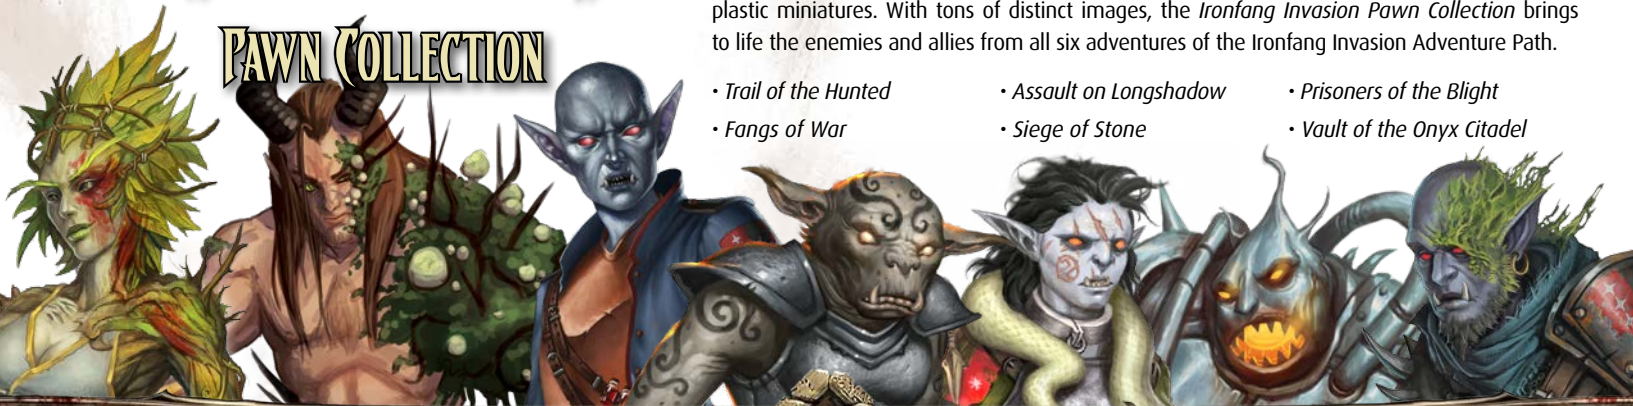 PAWN COLLECTION
plastic miniatures. With tons of distinct images, the Ironfang Invasion Pawn Collection brings
to life the enemies and allies from all six adventures of the Ironfang Invasion Adventure Path.
• Trail of the Hunted
• Assault on Longshadow
• Prisoners of the Blight
• Fangs of War
• Siege of Stone
• Vault of the Onyx Citadel